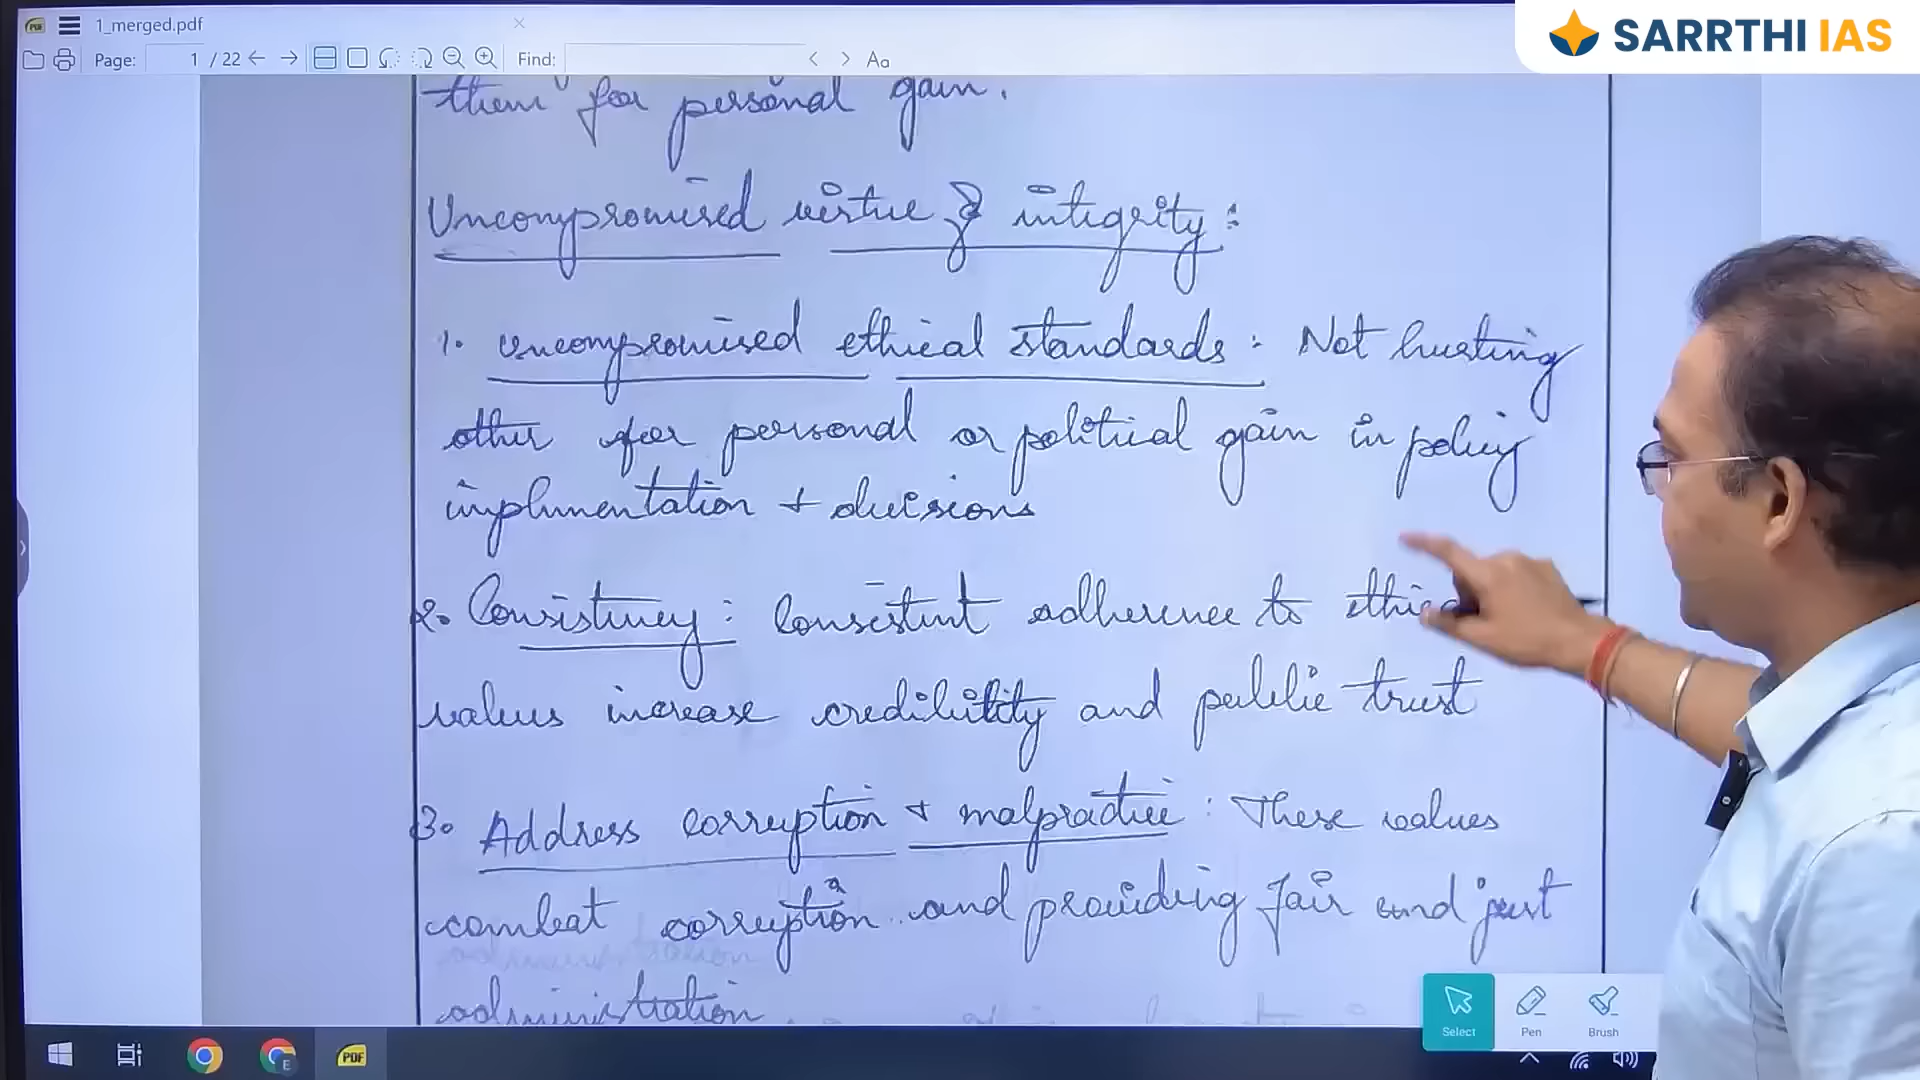 1_merged.pdf
Page: 1 / 22 Find: Aa
SARRTHI IAS
them for personal gain.
Uncompromised virtue & integrity:
1. Uncompromised ethical standards: Not hurting
other for personal or political gain in policy
implementation + decisions
2. Consistency: Consistent adherence to
values increase credibility and public trust
3. Address corruption + malpractice: These values
combat corruption and providing fair and just
administration
Select Pen Brush
PDF